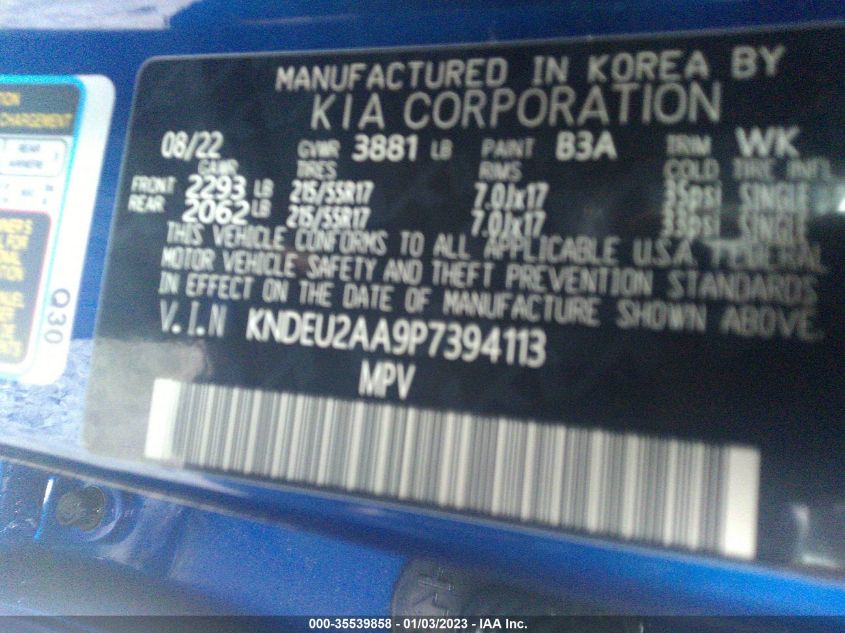 MANUFACTURED IN KOREA BY
KIA CORPORATION
08/22 GVWR 3881 LB PAINT B3A TRIM WK
GAWR TIRES RIMS COLD TIRE INFL
FRONT 2293 LB 215/55R17 7.0Jx17 35psi SINGLE
REAR 2062 LB 215/55R17 7.0Jx17 33psi SINGLE
THIS VEHICLE CONFORMS TO ALL APPLICABLE U.S.A FEDERAL
MOTOR VEHICLE SAFETY AND THEFT PREVENTION STANDARDS
IN EFFECT ON THE DATE OF MANUFACTURE SHOWN ABOVE.
V.I.N KNDEU2AA9P7394113
MPV
Q30
000-35539858 - 01/03/2023 - IAA Inc.